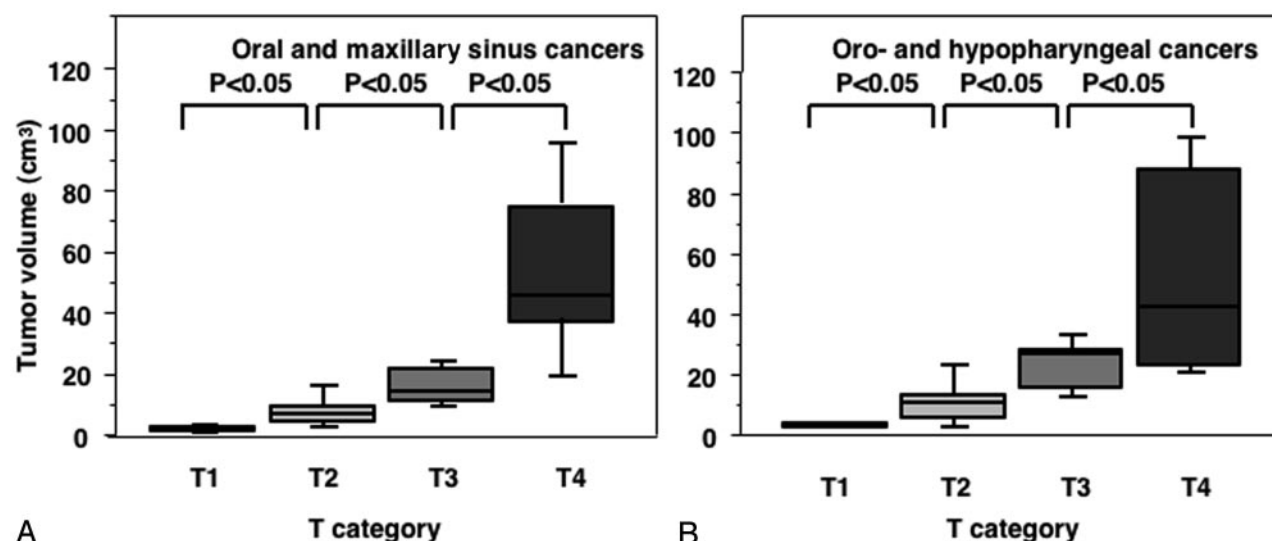 Oral and maxillary sinus cancers
P<0.05 P<0.05 P<0.05
Tumor volume (cm³)
120
100
80
60
40
20
0
T1 T2 T3 T4
T category
A
Oro- and hypopharyngeal cancers
P<0.05 P<0.05 P<0.05
120
100
80
60
40
20
0
T1 T2 T3 T4
T category
B